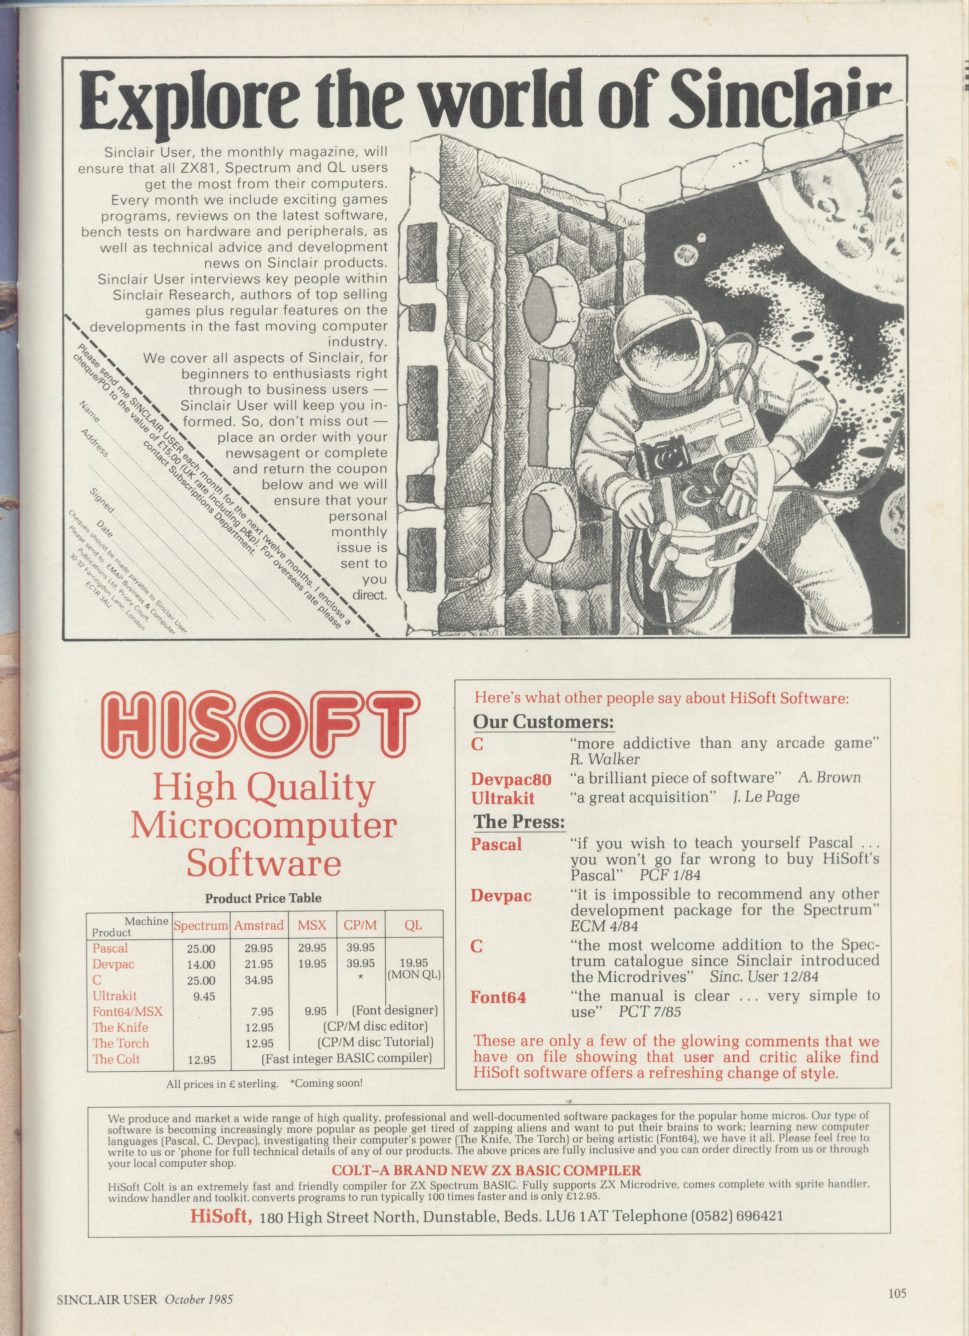 Explore the world of Sinclair
Sinclair User, the monthly magazine, will
ensure that all ZX81, Spectrum and QL users
get the most from their computers.
Every month we include exciting games
programs, reviews on the latest software,
bench tests on hardware and peripherals, as
well as technical advice and development
news on Sinclair products.
Sinclair User interviews key people within
Sinclair Research, authors of top selling
games plus regular features on the
developments in the fast moving computer
industry.
We cover all aspects of Sinclair, for
beginners to enthusiasts right
through to business users —
Sinclair User will keep you in-
formed. So, don't miss out —
place an order with your
newsagent or complete
and return the coupon
below and we will
ensure that your
personal
monthly
issue is
sent to
you
direct.
Please send me SINCLAIR USER each month for the next twelve months. I enclose a
cheque/PO to the value of £15.00 (UK rate including p&p). For overseas rate please
contact Subscriptions Department.
Name
Address
Signed
Date
Cheques should be made payable to Sinclair User
Please send to: EMAP Business & Computer
Publications Ltd, Priory Court,
30-32 Farringdon Lane, London
EC1R 3AU
HISOFT
High Quality
Microcomputer
Software
Product Price Table
Machine Product Spectrum Amstrad MSX CP/M QL
Pascal 25.00 29.95 29.95 39.95
Devpac 14.00 21.95 19.95 39.95 19.95
C 25.00 34.95 * (MON QL)
Ultrakit 9.45
Font64/MSX 7.95 9.95 (Font designer)
The Knife 12.95 (CP/M disc editor)
The Torch 12.95 (CP/M disc Tutorial)
The Colt 12.95 (Fast integer BASIC compiler)
All prices in £ sterling. *Coming soon!
Here's what other people say about HiSoft Software:
Our Customers:
C "more addictive than any arcade game"
R. Walker
Devpac80 "a brilliant piece of software" A. Brown
Ultrakit "a great acquisition" J. Le Page
The Press:
Pascal "if you wish to teach yourself Pascal ...
you won't go far wrong to buy HiSoft's
Pascal" PCF 1/84
Devpac "it is impossible to recommend any other
development package for the Spectrum"
ECM 4/84
C "the most welcome addition to the Spec-
trum catalogue since Sinclair introduced
the Microdrives" Sinc. User 12/84
Font64 "the manual is clear ... very simple to
use" PCT 7/85
These are only a few of the glowing comments that we
have on file showing that user and critic alike find
HiSoft software offers a refreshing change of style.
We produce and market a wide range of high quality, professional and well-documented software packages for the popular home micros. Our type of
software is becoming increasingly more popular as people get tired of zapping aliens and want to put their brains to work; learning new computer
languages (Pascal, C, Devpac), investigating their computer's power (The Knife, The Torch) or being artistic (Font64), we have it all. Please feel free to
write to us or 'phone for full technical details of any of our products. The above prices are fully inclusive and you can order directly from us or through
your local computer shop.
COLT–A BRAND NEW ZX BASIC COMPILER
HiSoft Colt is an extremely fast and friendly compiler for ZX Spectrum BASIC. Fully supports ZX Microdrive, comes complete with sprite handler,
window handler and toolkit, converts programs to run typically 100 times faster and is only £12.95.
HiSoft, 180 High Street North, Dunstable, Beds. LU6 1AT Telephone (0582) 696421
SINCLAIR USER October 1985
105